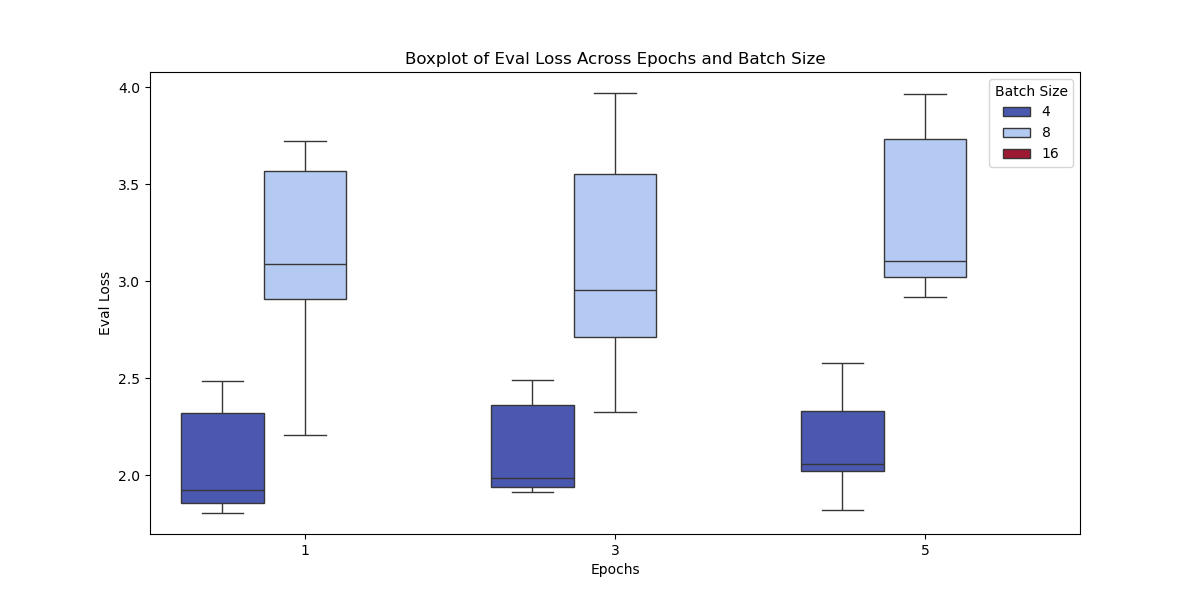 Boxplot of Eval Loss Across Epochs and Batch Size
Batch Size
4
8
16
Eval Loss
4.0
3.5
3.0
2.5
2.0
1
3
5
Epochs